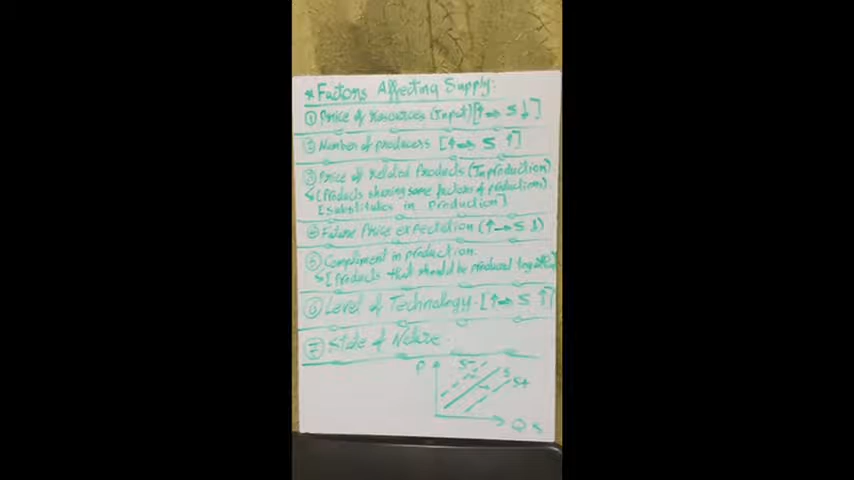 * Factors Affecting Supply:
① Price of resources (Input) [↑ → S ↓]
② Number of producers [↑ → S ↑]
③ Price of Related Products (In production)
↳ [Products sharing same factors of production]
[substitutes in production]
④ Future Price expectation (↑ → S ↓)
⑤ Compliment in production.
↳ [Products that should be produced together]
⑥ Level of Technology. [↑ → S ↑]
⑦ State of Nature.
P S- S S+
Q S